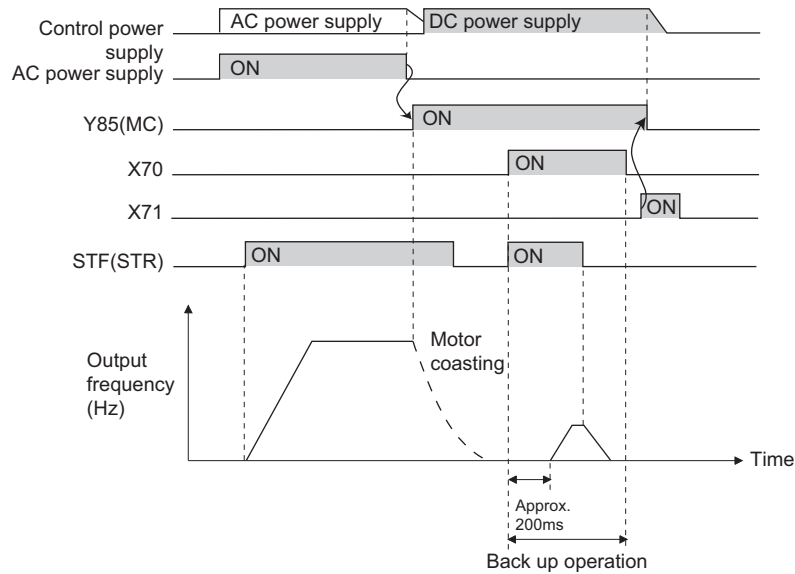 Control power
supply
AC power supply
DC power supply
AC power supply
ON
Y85(MC)
ON
X70
ON
X71
ON
STF(STR)
ON
ON
Output
frequency
(Hz)
Motor
coasting
Time
Approx.
200ms
Back up operation